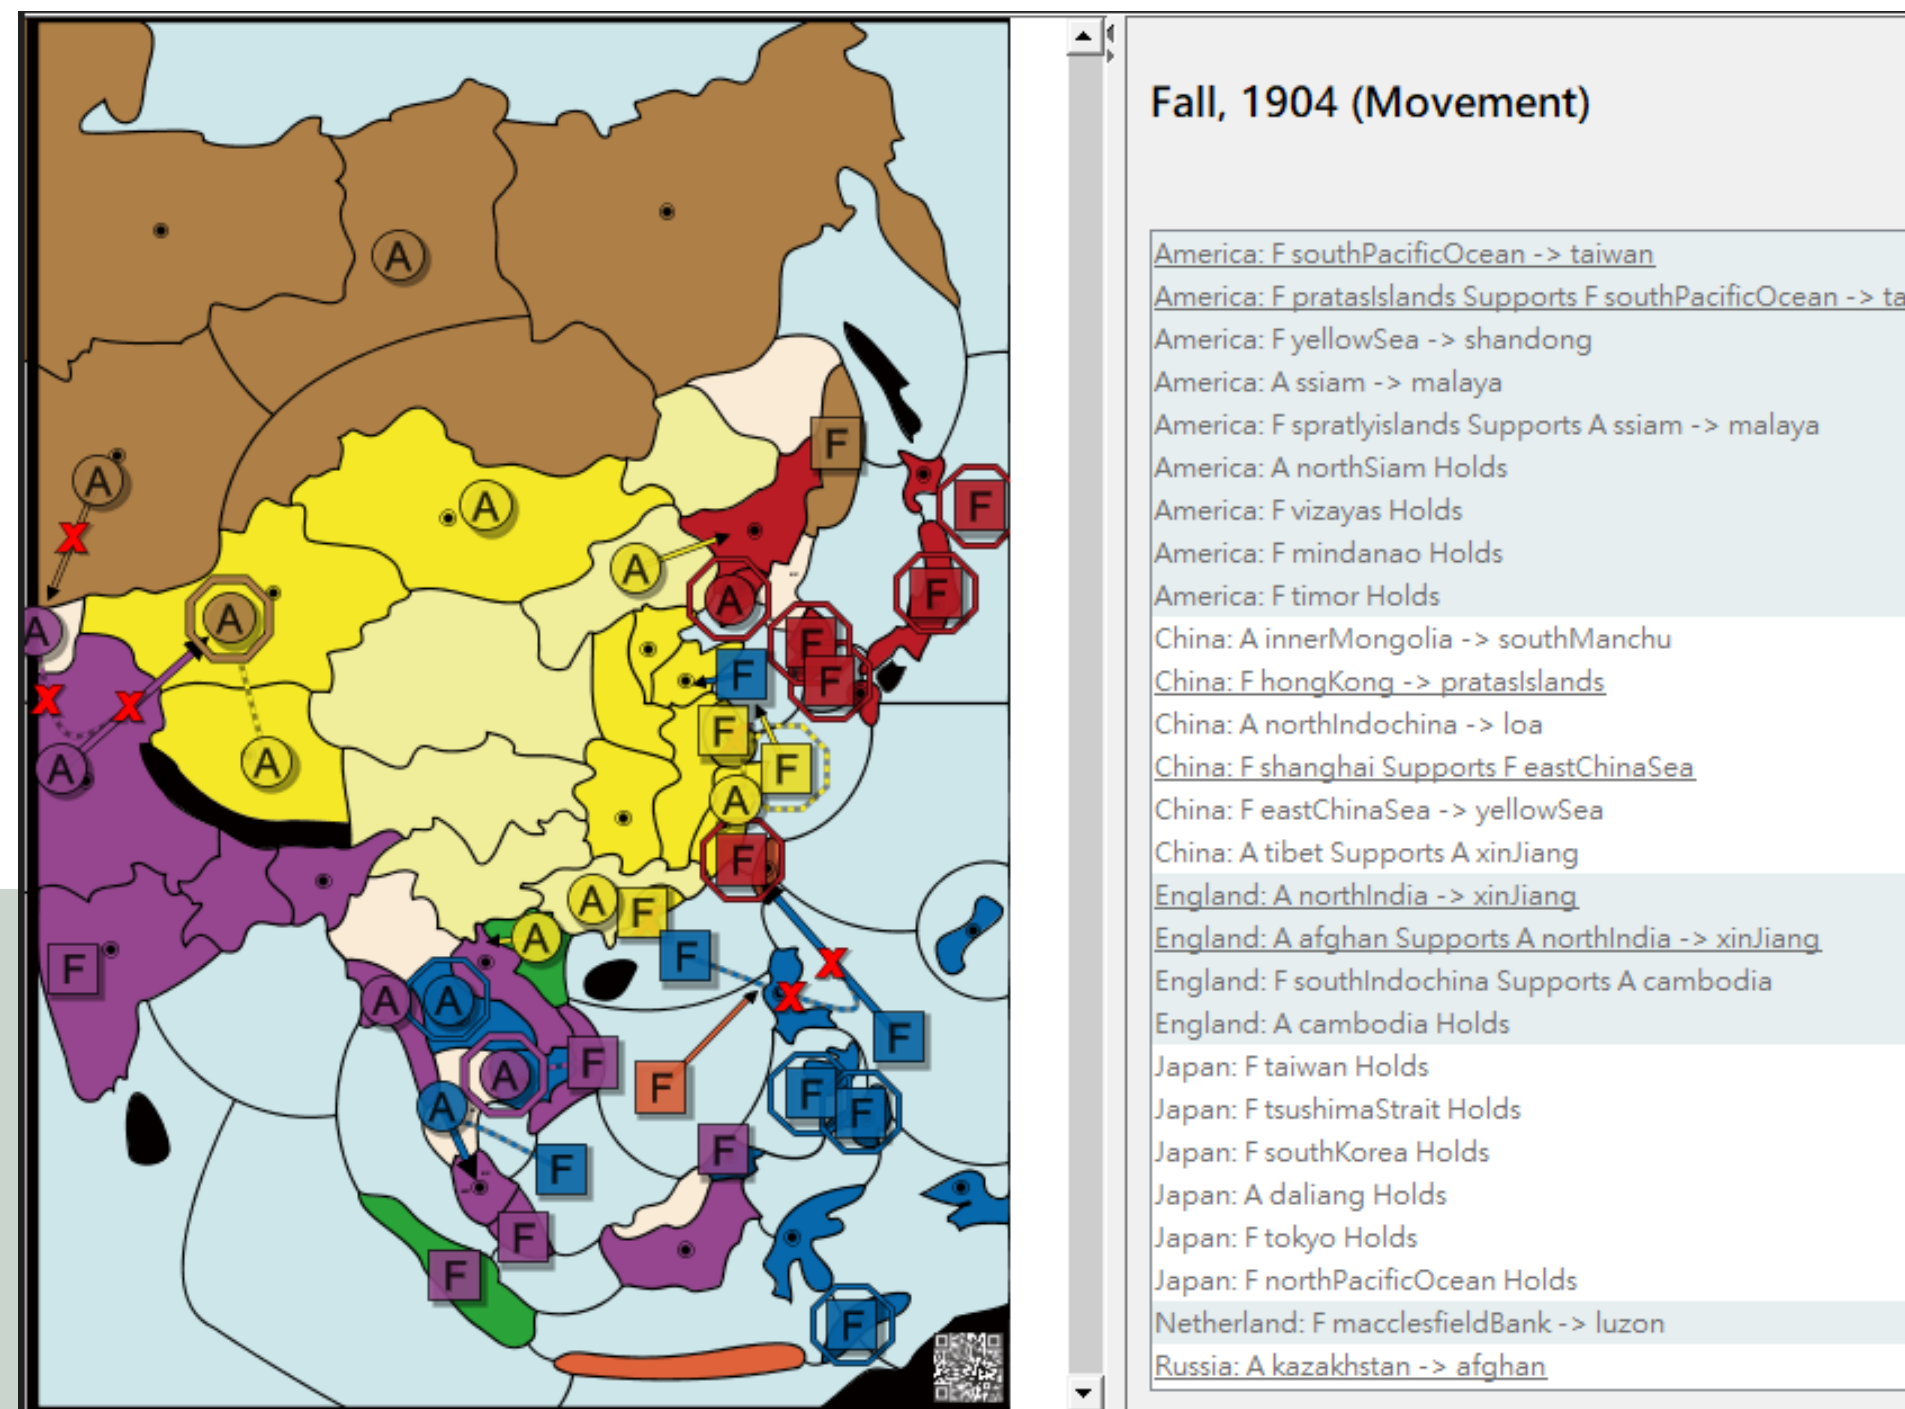 Fall, 1904 (Movement)
America: F southPacificOcean -> taiwan
America: F pratasIslands Supports F southPacificOcean -> ta
America: F yellowSea -> shandong
America: A ssiam -> malaya
America: F spratlyislands Supports A ssiam -> malaya
America: A northSiam Holds
America: F vizayas Holds
America: F mindanao Holds
America: F timor Holds
China: A innerMongolia -> southManchu
China: F hongKong -> pratasIslands
China: A northIndochina -> loa
China: F shanghai Supports F eastChinaSea
China: F eastChinaSea -> yellowSea
China: A tibet Supports A xinJiang
England: A northIndia -> xinJiang
England: A afghan Supports A northIndia -> xinJiang
England: F southIndochina Supports A cambodia
England: A cambodia Holds
Japan: F taiwan Holds
Japan: F tsushimaStrait Holds
Japan: F southKorea Holds
Japan: A daliang Holds
Japan: F tokyo Holds
Japan: F northPacificOcean Holds
Netherland: F macclesfieldBank -> luzon
Russia: A kazakhstan -> afghan
A
F
A
F
A
A
F
A
A
A
F
F
F
A
F
F
A
F
A
A
F
A
F
A
F
F
A
A
F
F
A
F
F
F
A
F
F
F
F
F